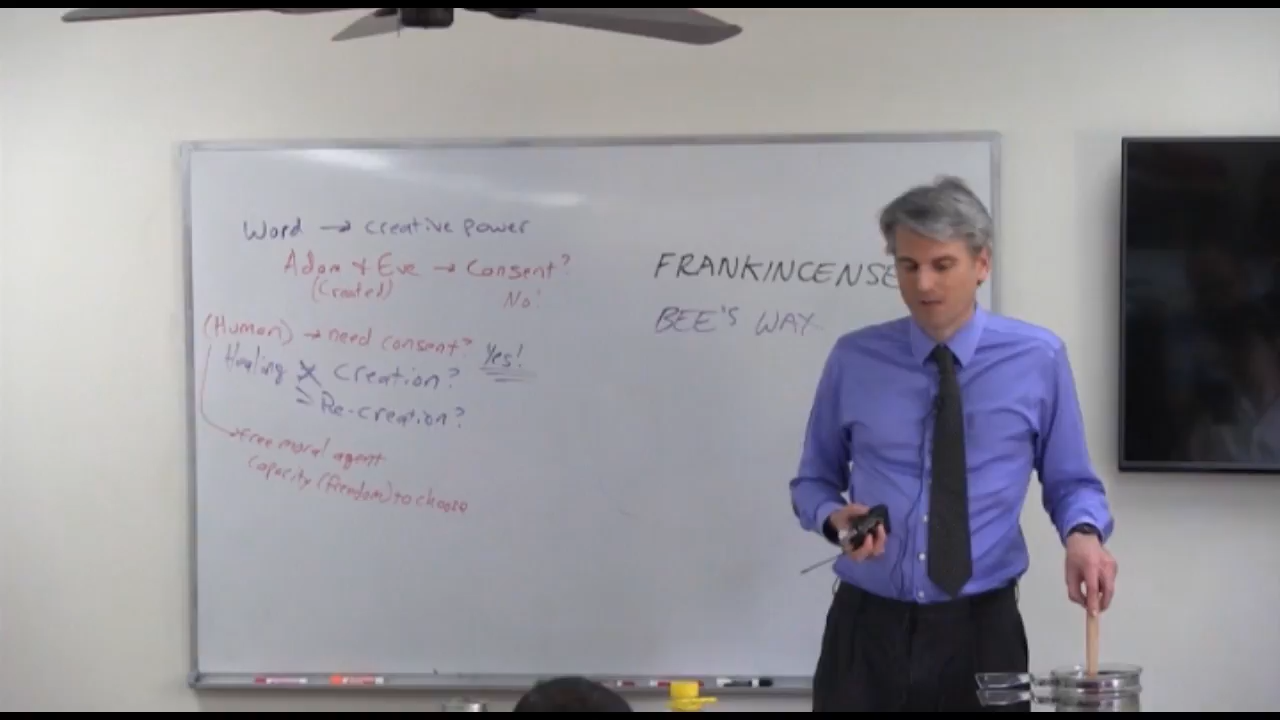 Word → creative power
Adam & Eve → Consent?
(Created) No!
(Human) → need consent? Yes!
Healing X Creation?
= Re-creation?
→ free moral agent
capacity (freedom) to choose
FRANKINCENSE
BEE'S WAX